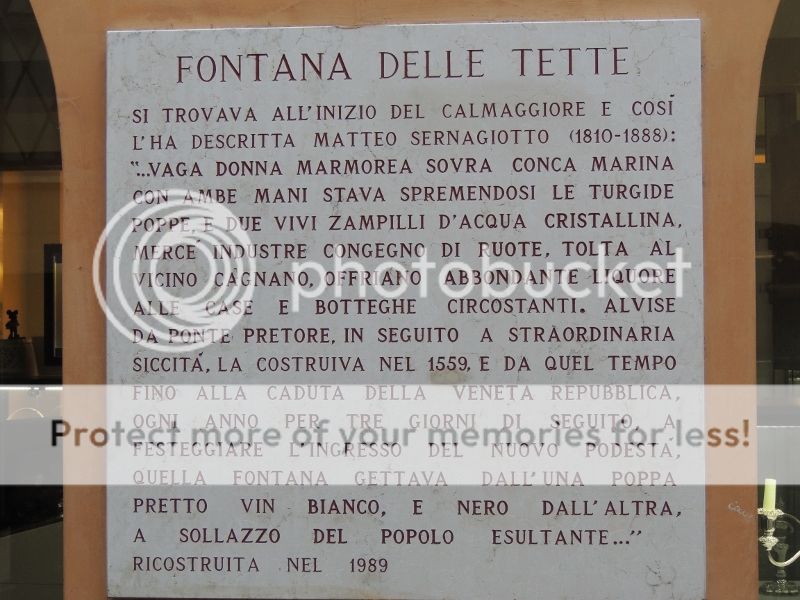 FONTANA DELLE TETTE
SI TROVAVA ALL'INIZIO DEL CALMAGGIORE E COSÍ
L'HA DESCRITTA MATTEO SERNAGIOTTO (1810-1888):
"...VAGA DONNA MARMOREA SOVRA CONCA MARINA
CON AMBE MANI STAVA SPREMENDOSI LE TURGIDE
POPPE, E DUE VIVI ZAMPILLI D'ACQUA CRISTALLINA,
MERCE' INDUSTRE CONGEGNO DI RUOTE, TOLTA AL
VICINO CAGNANO, OFFRIANO ABBONDANTE LIQUORE
ALLE CASE E BOTTEGHE CIRCOSTANTI. ALVISE
DA PONTE PRETORE, IN SEGUITO A STRAORDINARIA
SICCITÁ, LA COSTRUIVA NEL 1559, E DA QUEL TEMPO
FINO ALLA CADUTA DELLA VENETA REPUBBLICA,
OGNI ANNO PER TRE GIORNI DI SEGUITO, A
FESTEGGIARE L'INGRESSO DEL NUOVO PODESTÁ,
QUELLA FONTANA GETTAVA DALL'UNA POPPA
PRETTO VIN BIANCO, E NERO DALL'ALTRA,
A SOLLAZZO DEL POPOLO ESULTANTE..."
RICOSTRUITA NEL 1989
photobucket
Protect more of your memories for less!